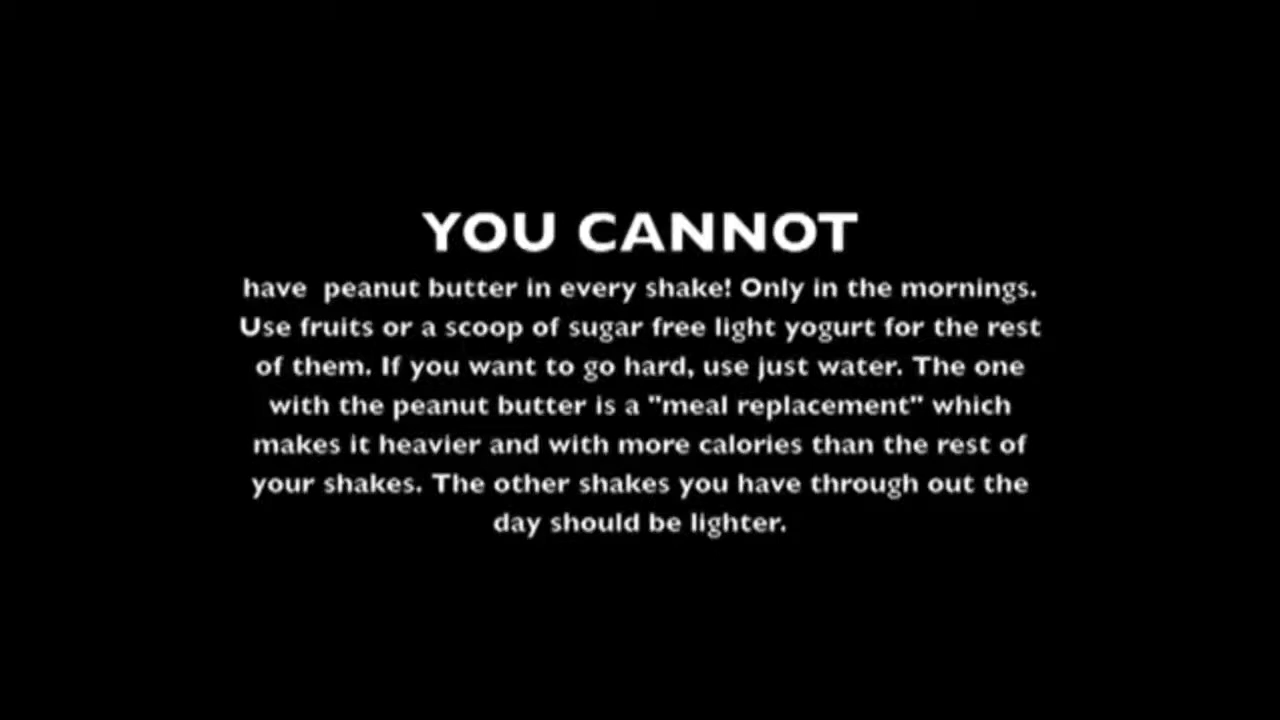 YOU CANNOT
have  peanut butter in every shake! Only in the mornings.
Use fruits or a scoop of sugar free light yogurt for the rest
of them. If you want to go hard, use just water. The one
with the peanut butter is a "meal replacement" which
makes it heavier and with more calories than the rest of
your shakes. The other shakes you have through out the
day should be lighter.